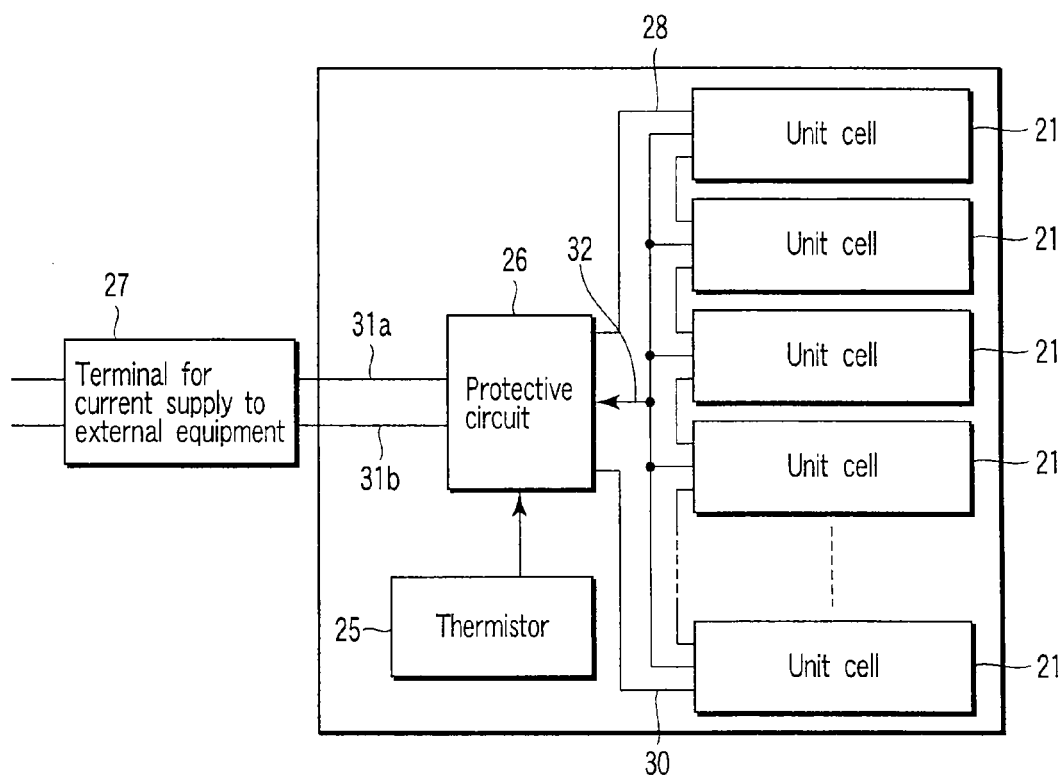 28
Unit cell
21
Unit cell
21
32
26
27
Unit cell
21
31a
Terminal for
current supply to
external equipment
Protective
circuit
31b
Unit cell
21
25
Thermistor
Unit cell
21
30